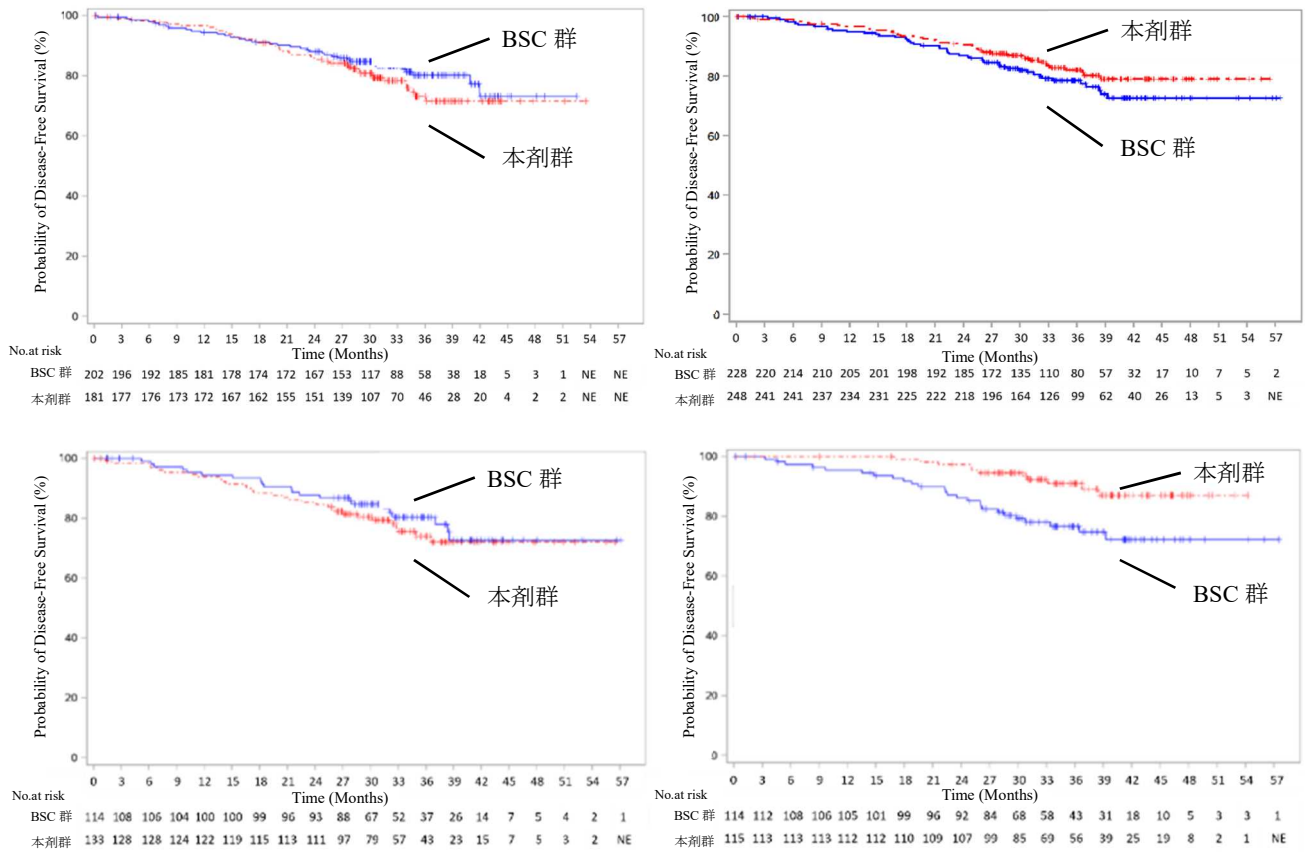 100
80
60
40
20
0
Probability of Disease-Free Survival (%)
BSC 群
本剤群
0 3 6 9 12 15 18 21 24 27 30 33 36 39 42 45 48 51 54 57
Time (Months)
No.at risk
BSC 群 202 196 192 185 181 178 174 172 167 153 117 88 58 38 18 5 3 1 NE NE
本剤群 181 177 176 173 172 167 162 155 151 139 107 70 46 28 20 4 2 2 NE NE
100
80
60
40
20
0
Probability of Disease-Free Survival (%)
本剤群
BSC 群
0 3 6 9 12 15 18 21 24 27 30 33 36 39 42 45 48 51 54 57
Time (Months)
No.at risk
BSC 群 228 220 214 210 205 201 198 192 185 172 135 110 80 57 32 17 10 7 5 2
本剤群 248 241 241 237 234 231 225 222 218 196 164 126 99 62 40 26 13 5 3 NE
100
80
60
40
20
0
Probability of Disease-Free Survival (%)
BSC 群
本剤群
0 3 6 9 12 15 18 21 24 27 30 33 36 39 42 45 48 51 54 57
Time (Months)
No.at risk
BSC 群 114 108 106 104 100 100 99 96 93 88 67 52 37 26 14 7 5 4 2 1
本剤群 133 128 128 124 122 119 115 113 111 97 79 57 43 23 15 7 5 3 2 NE
100
80
60
40
20
0
Probability of Disease-Free Survival (%)
本剤群
BSC 群
0 3 6 9 12 15 18 21 24 27 30 33 36 39 42 45 48 51 54 57
Time (Months)
No.at risk
BSC 群 114 112 108 106 105 101 99 96 92 84 68 58 43 31 18 10 5 3 3 1
本剤群 115 113 113 113 112 112 110 109 107 99 85 69 56 39 25 19 8 2 1 NE